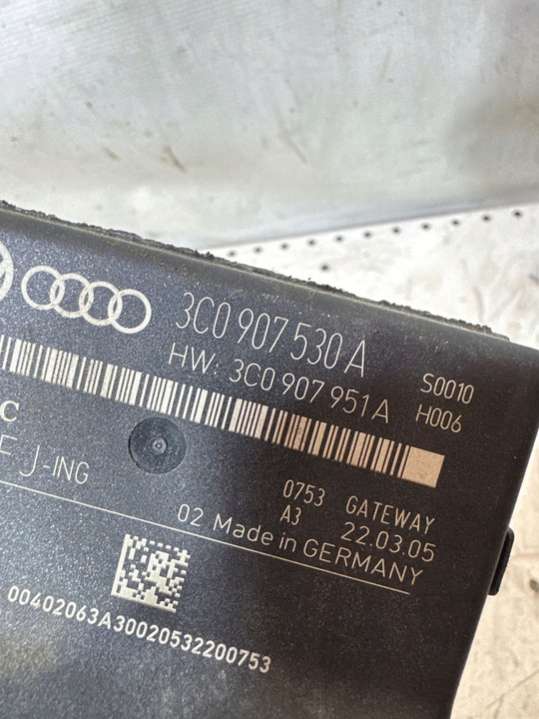 3C0 907 530 A
HW: 3C0 907 951 A
S0010
H006
C
E J-ING
0753 GATEWAY
A3 22.03.05
02 Made in GERMANY
00402063A30020532200753